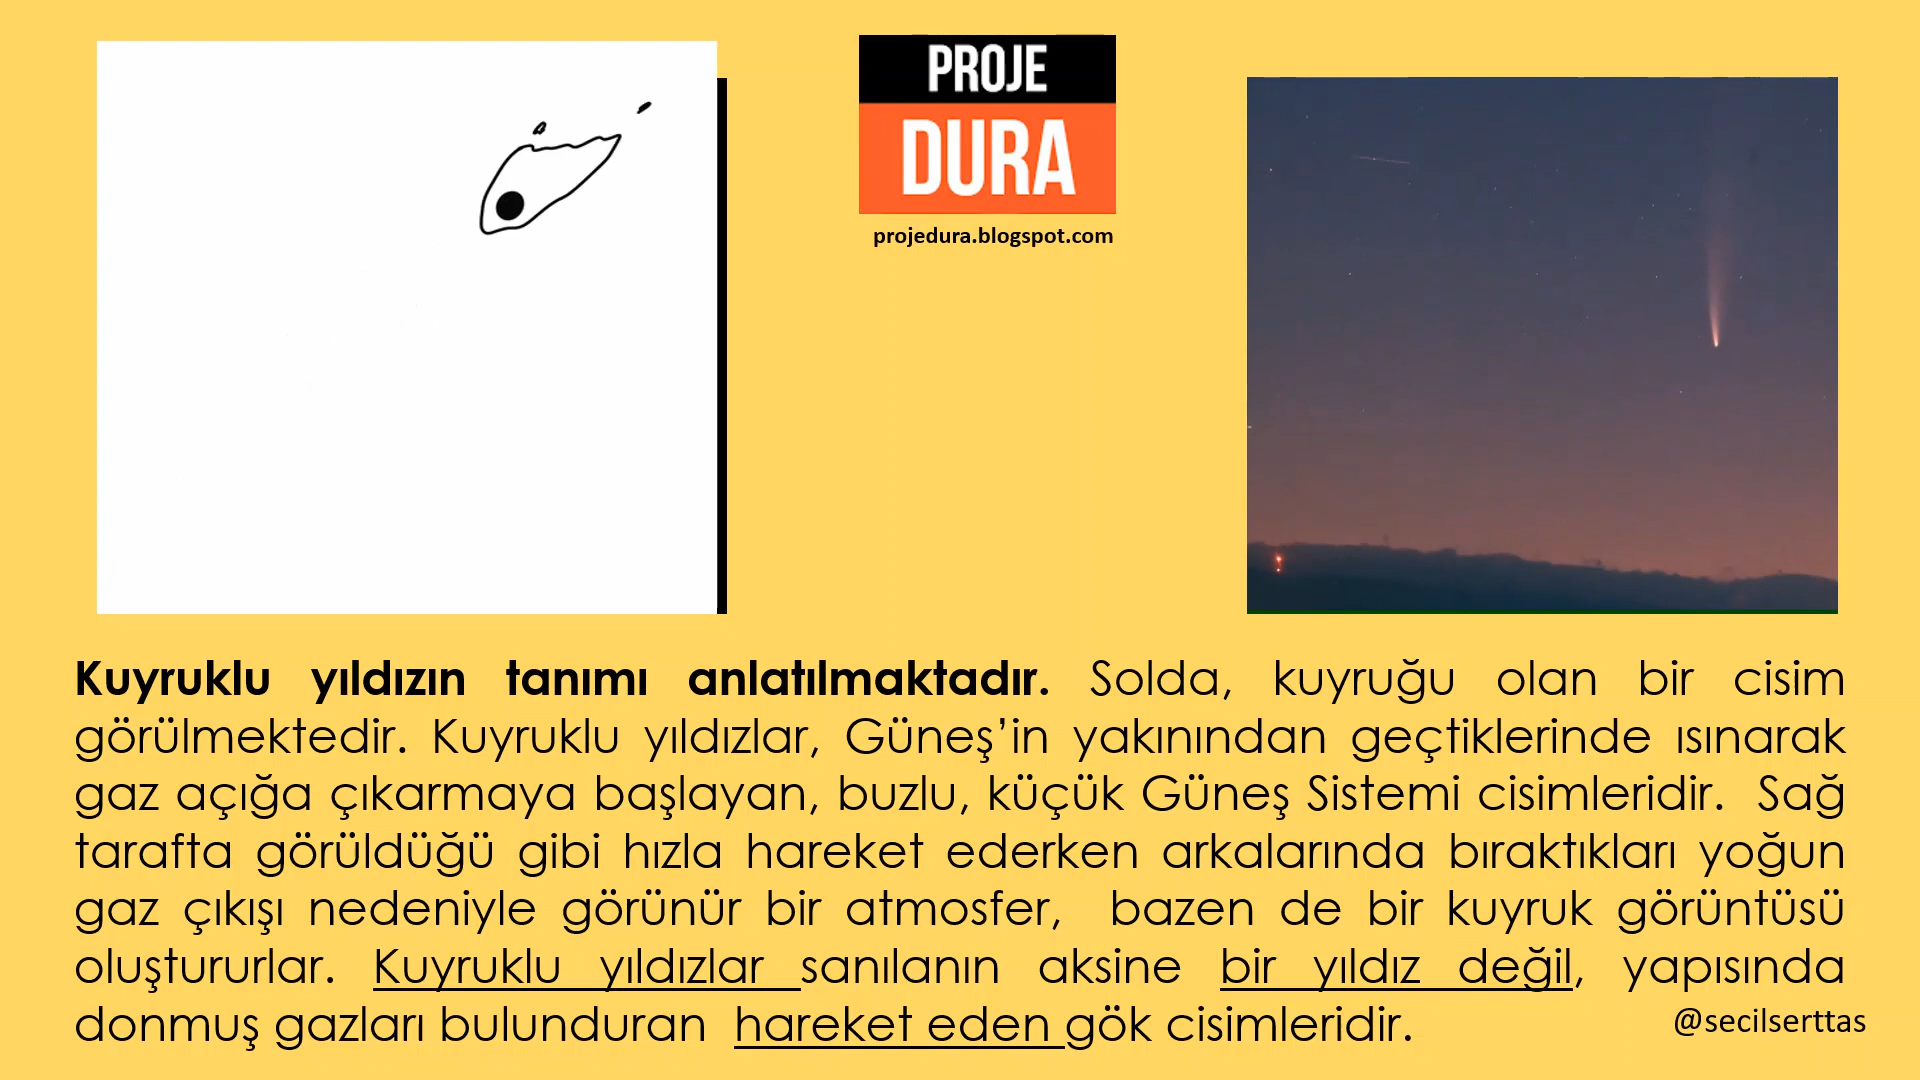 PROJE
DURA
projedura.blogspot.com
Kuyruklu yıldızın tanımı anlatılmaktadır. Solda, kuyruğu olan bir cisim
görülmektedir. Kuyruklu yıldızlar, Güneş’in yakınından geçtiklerinde ısınarak
gaz açığa çıkarmaya başlayan, buzlu, küçük Güneş Sistemi cisimleridir. Sağ
tarafta görüldüğü gibi hızla hareket ederken arkalarında bıraktıkları yoğun
gaz çıkışı nedeniyle görünür bir atmosfer, bazen de bir kuyruk görüntüsü
oluştururlar. Kuyruklu yıldızlar sanılanın aksine bir yıldız değil, yapısında
donmuş gazları bulunduran hareket eden gök cisimleridir.
@secilserttas